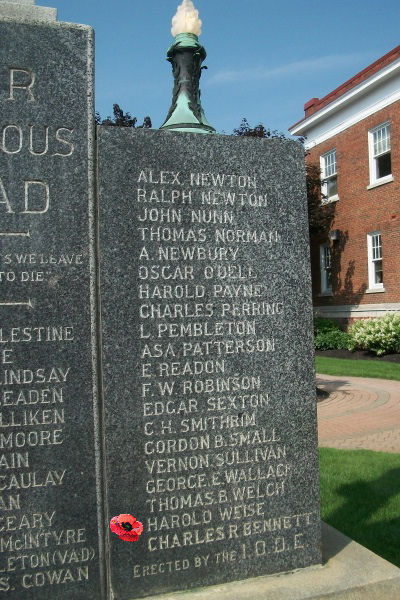 R
IOUS
AD
S WE LEAVE
TO DIE".
LESTINE
E
LINDSAY
EADEN
LLIKEN
MOORE
AIN
CAULAY
AN
GEARY
McINTYRE
LETON (VAD)
S. COWAN
ALEX. NEWTON
RALPH NEWTON
JOHN NUNN
THOMAS NORMAN
A. NEWBURY
OSCAR O'DELL
HAROLD PAYNE
CHARLES PERRING
L. PEMBLETON
ASA PATTERSON
E. READON
F. W. ROBINSON
EDGAR SEXTON
C. H. SMITHRIM
GORDON B. SMALL
VERNON SULLIVAN
GEORGE E. WALLACE
THOMAS B. WELCH
HAROLD WEISE
CHARLES R. BENNETT
ERECTED BY THE I.O.D.E.